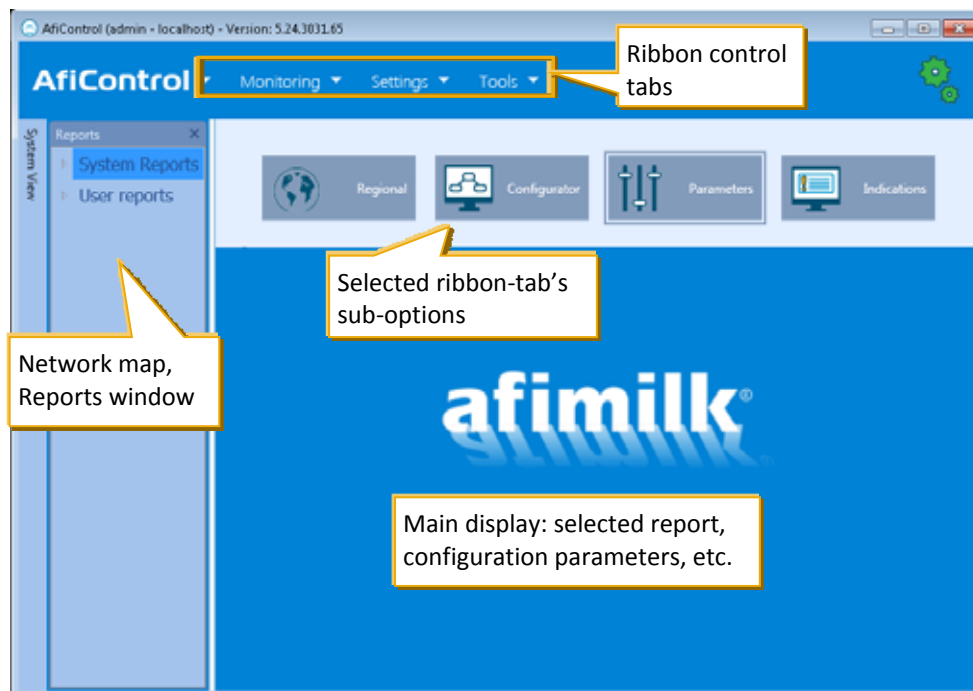 AfiControl (admin - localhost) - Version: 5.24.3031.65
Ribbon control
tabs
AfiControl Monitoring Settings Tools
System View
Reports
System Reports
User reports
Regional Configurator Parameters Indications
Selected ribbon-tab's
sub-options
Network map,
Reports window
afimilk®
Main display: selected report,
configuration parameters, etc.